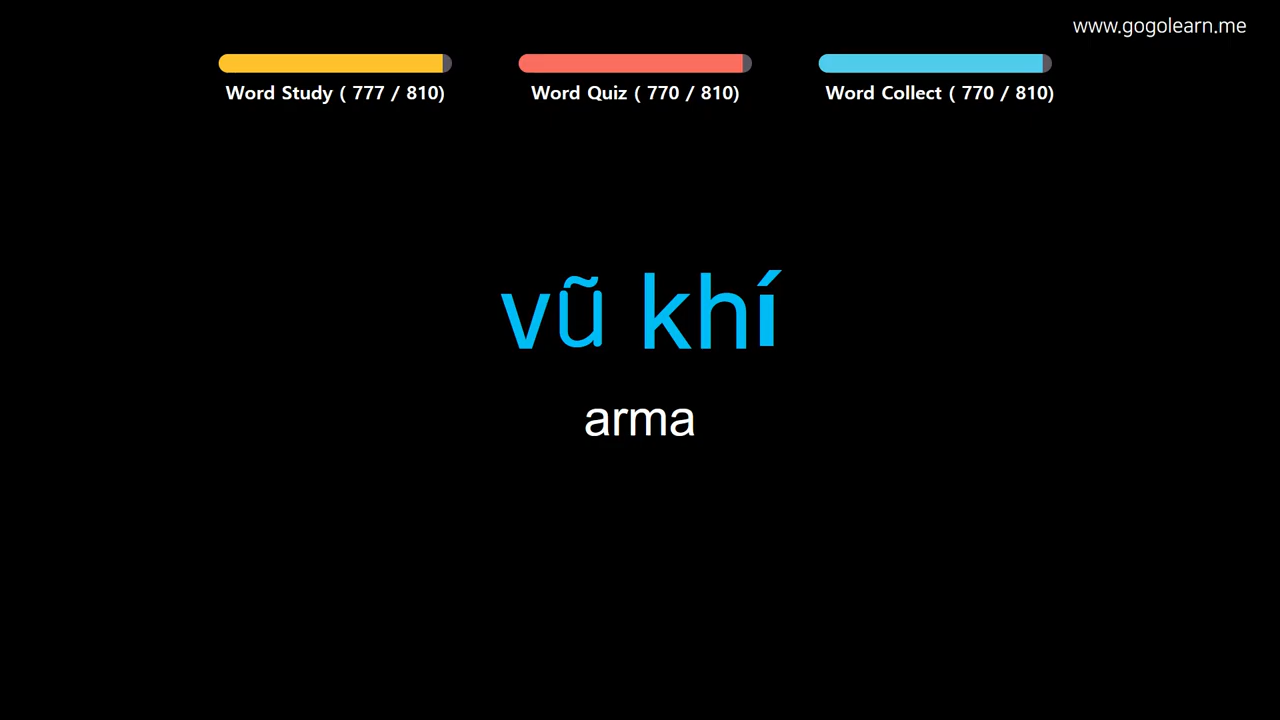 www.gogolearn.me
Word Study ( 777 / 810)
Word Quiz ( 770 / 810)
Word Collect ( 770 / 810)
vũ khí
arma